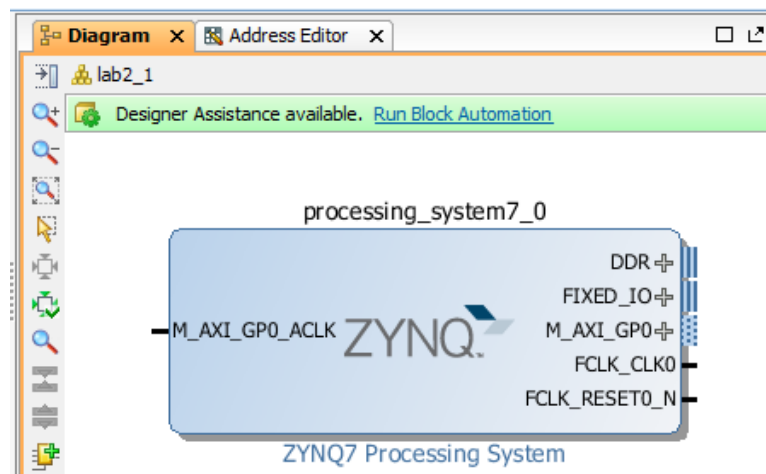 Diagram X Address Editor X
lab2_1
Designer Assistance available. Run Block Automation
processing_system7_0
DDR
FIXED_IO
M_AXI_GP0_ACLK ZYNQ M_AXI_GP0
FCLK_CLK0
FCLK_RESET0_N
ZYNQ7 Processing System